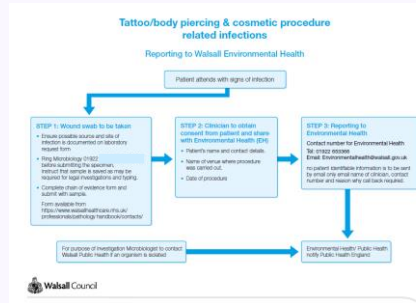 Tattoo/body piercing & cosmetic procedure
related infections
Reporting to Walsall Environmental Health
Patient attends with signs of infection
STEP 1: Wound swab to be taken
• Ensure possible source and site of
infection is documented on laboratory
request form
• Ring Microbiology 01922
before submitting the specimen,
instruct that sample is saved as may be
required for legal investigations and typing.
• Complete chain of evidence form and
submit with sample.
Form available from
https://www.walsallhealthcare.nhs.uk/
professionals/pathology-handbook/contacts/
STEP 2: Clinician to obtain
consent from patient and share
with Environmental Health (EH)
• Patient's name and contact details.
• Name of venue where procedure
was carried out.
• Date of procedure
STEP 3: Reporting to
Environmental Health
Contact number for Environmental Health
Tel: 01922
Email: Environmentalhealth@walsall.gov.uk
no patient identifiable information is to be sent
by email only email name of clinician, contact
number and reason why call back required.
For purpose of investigation Microbiologist to contact
Walsall Public Health if an organism is isolated
Environmental Health/ Public Health
notify Public Health England
Walsall Council